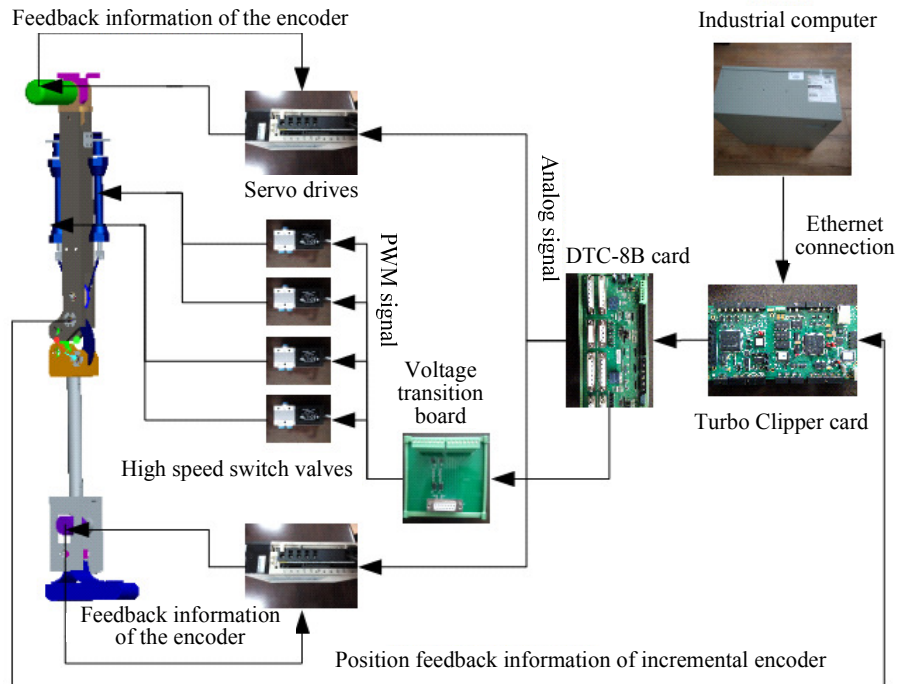 Feedback information of the encoder
Industrial computer
Servo drives
Analog signal
Ethernet
connection
PWM signal
DTC-8B card
Voltage
transition
board
Turbo Clipper card
High speed switch valves
Feedback information
of the encoder
Position feedback information of incremental encoder